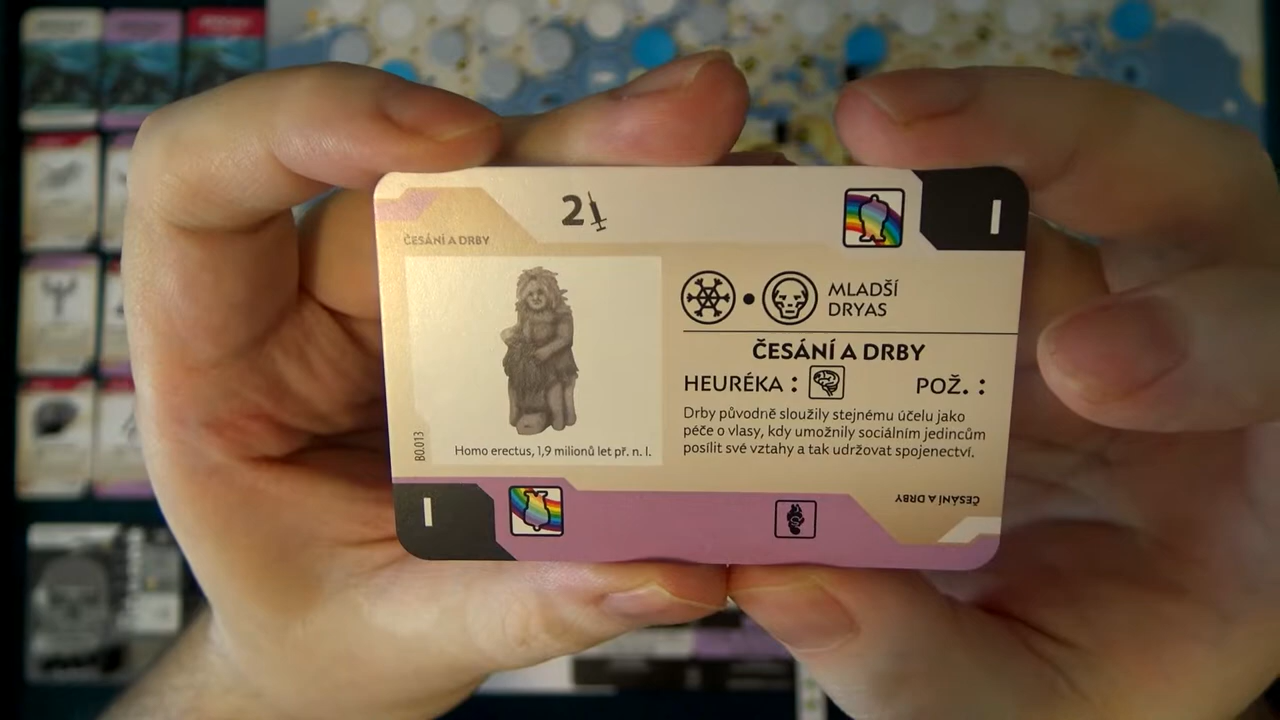 2
I
ČESÁNÍ A DRBY
MLADŠÍ
DRYAS
ČESÁNÍ A DRBY
HEURÉKA :
POŽ. :
Drby původně sloužily stejnému účelu jako
péče o vlasy, kdy umožnily sociálním jedincům
posílit své vztahy a tak udržovat spojenectví.
B0.013
Homo erectus, 1,9 milionů let př. n. l.
I
ČESÁNÍ A DRBY